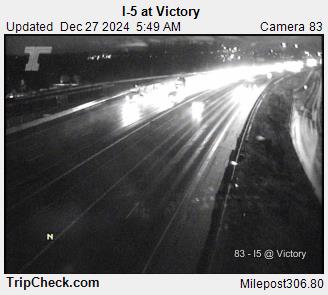 I-5 at Victory
Updated Dec 27 2024 5:49 AM Camera 83
T
N
83 - I5 @ Victory
TripCheck.com Milepost306.80